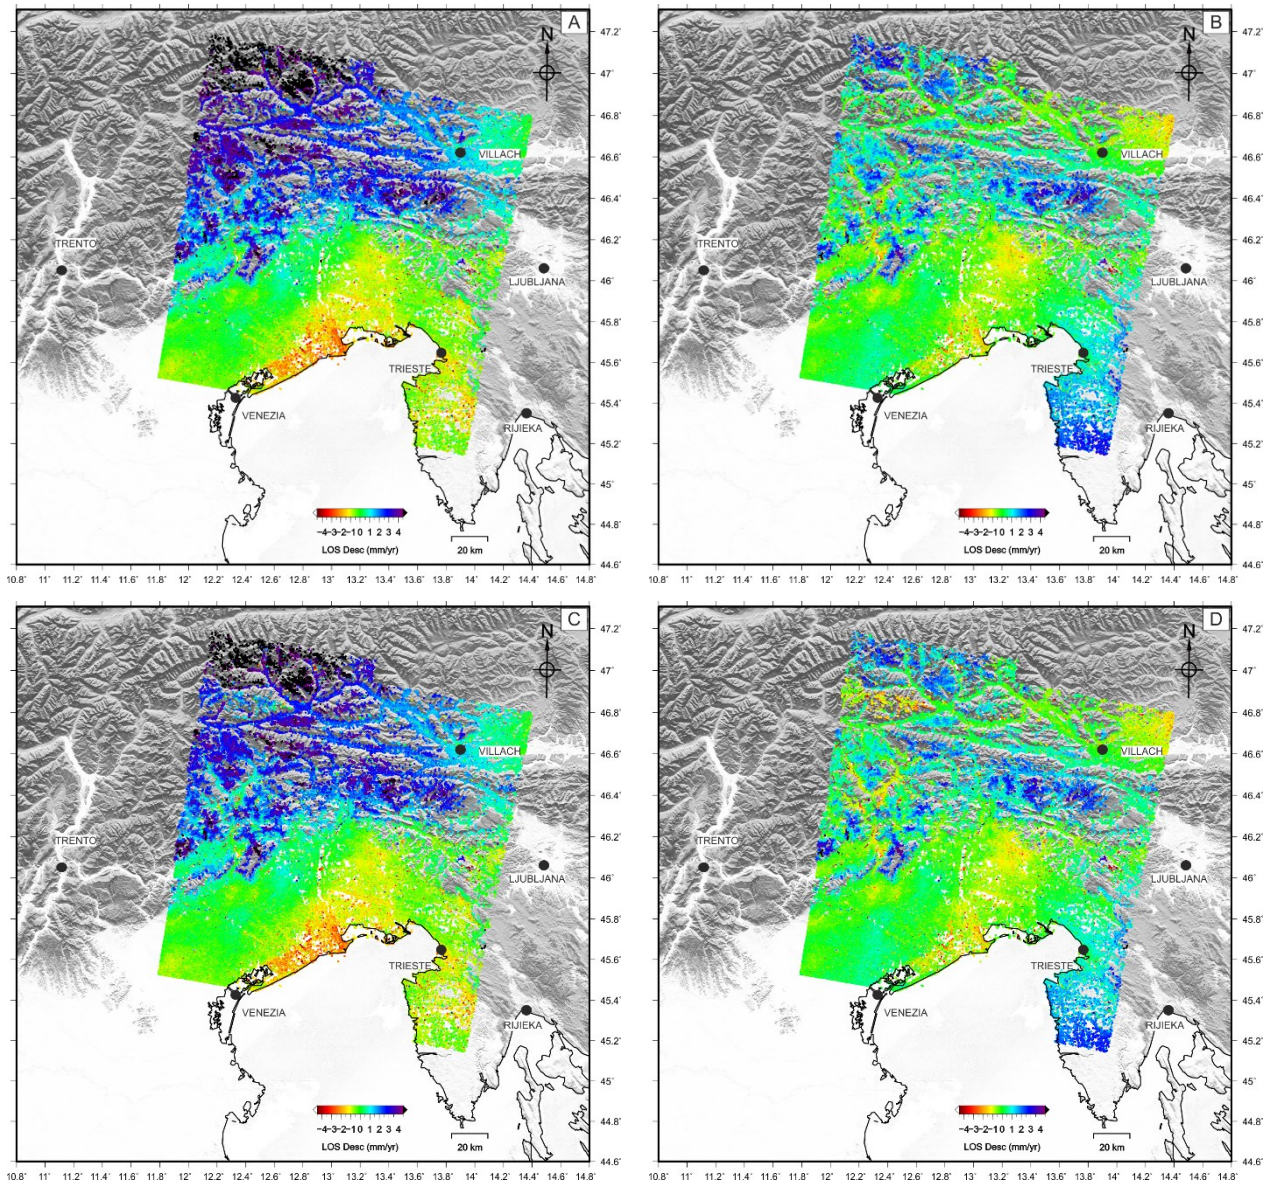 A
N
47.2°
47°
46.8°
46.6°
46.4°
46.2°
46°
45.8°
45.6°
45.4°
45.2°
45°
44.8°
44.6°
VILLACH
TRENTO
LJUBLJANA
TRIESTE
VENEZIA
RIJIEKA
−4 −3 −2 −1 0 1 2 3 4
LOS Desc (mm/yr)
20 km
10.8° 11° 11.2° 11.4° 11.6° 11.8° 12° 12.2° 12.4° 12.6° 12.8° 13° 13.2° 13.4° 13.6° 13.8° 14° 14.2° 14.4° 14.6° 14.8°
B
N
47.2°
47°
46.8°
46.6°
46.4°
46.2°
46°
45.8°
45.6°
45.4°
45.2°
45°
44.8°
44.6°
VILLACH
TRENTO
LJUBLJANA
TRIESTE
VENEZIA
RIJIEKA
−4 −3 −2 −1 0 1 2 3 4
LOS Desc (mm/yr)
20 km
10.8° 11° 11.2° 11.4° 11.6° 11.8° 12° 12.2° 12.4° 12.6° 12.8° 13° 13.2° 13.4° 13.6° 13.8° 14° 14.2° 14.4° 14.6° 14.8°
C
N
47.2°
47°
46.8°
46.6°
46.4°
46.2°
46°
45.8°
45.6°
45.4°
45.2°
45°
44.8°
44.6°
VILLACH
TRENTO
LJUBLJANA
TRIESTE
VENEZIA
RIJIEKA
−4 −3 −2 −1 0 1 2 3 4
LOS Desc (mm/yr)
20 km
10.8° 11° 11.2° 11.4° 11.6° 11.8° 12° 12.2° 12.4° 12.6° 12.8° 13° 13.2° 13.4° 13.6° 13.8° 14° 14.2° 14.4° 14.6° 14.8°
D
N
47.2°
47°
46.8°
46.6°
46.4°
46.2°
46°
45.8°
45.6°
45.4°
45.2°
45°
44.8°
44.6°
VILLACH
TRENTO
LJUBLJANA
TRIESTE
VENEZIA
RIJIEKA
−4 −3 −2 −1 0 1 2 3 4
LOS Desc (mm/yr)
20 km
10.8° 11° 11.2° 11.4° 11.6° 11.8° 12° 12.2° 12.4° 12.6° 12.8° 13° 13.2° 13.4° 13.6° 13.8° 14° 14.2° 14.4° 14.6° 14.8°